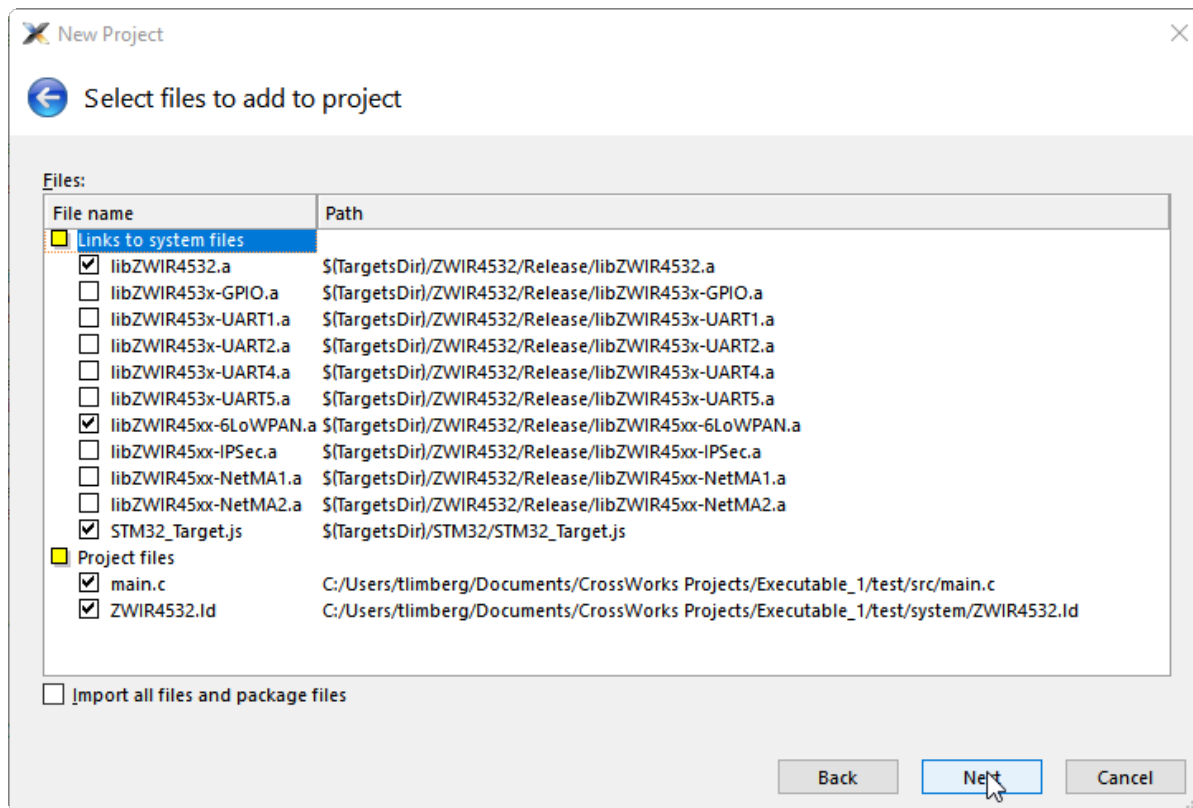 New Project
Select files to add to project
Files:
File name Path
Links to system files
libZWIR4532.a $(TargetsDir)/ZWIR4532/Release/libZWIR4532.a
libZWIR453x-GPIO.a $(TargetsDir)/ZWIR4532/Release/libZWIR453x-GPIO.a
libZWIR453x-UART1.a $(TargetsDir)/ZWIR4532/Release/libZWIR453x-UART1.a
libZWIR453x-UART2.a $(TargetsDir)/ZWIR4532/Release/libZWIR453x-UART2.a
libZWIR453x-UART4.a $(TargetsDir)/ZWIR4532/Release/libZWIR453x-UART4.a
libZWIR453x-UART5.a $(TargetsDir)/ZWIR4532/Release/libZWIR453x-UART5.a
libZWIR45xx-6LoWPAN.a $(TargetsDir)/ZWIR4532/Release/libZWIR45xx-6LoWPAN.a
libZWIR45xx-IPSec.a $(TargetsDir)/ZWIR4532/Release/libZWIR45xx-IPSec.a
libZWIR45xx-NetMA1.a $(TargetsDir)/ZWIR4532/Release/libZWIR45xx-NetMA1.a
libZWIR45xx-NetMA2.a $(TargetsDir)/ZWIR4532/Release/libZWIR45xx-NetMA2.a
STM32_Target.js $(TargetsDir)/STM32/STM32_Target.js
Project files
main.c C:/Users/tlimberg/Documents/CrossWorks Projects/Executable_1/test/src/main.c
ZWIR4532.ld C:/Users/tlimberg/Documents/CrossWorks Projects/Executable_1/test/system/ZWIR4532.ld
Import all files and package files
Back Next Cancel